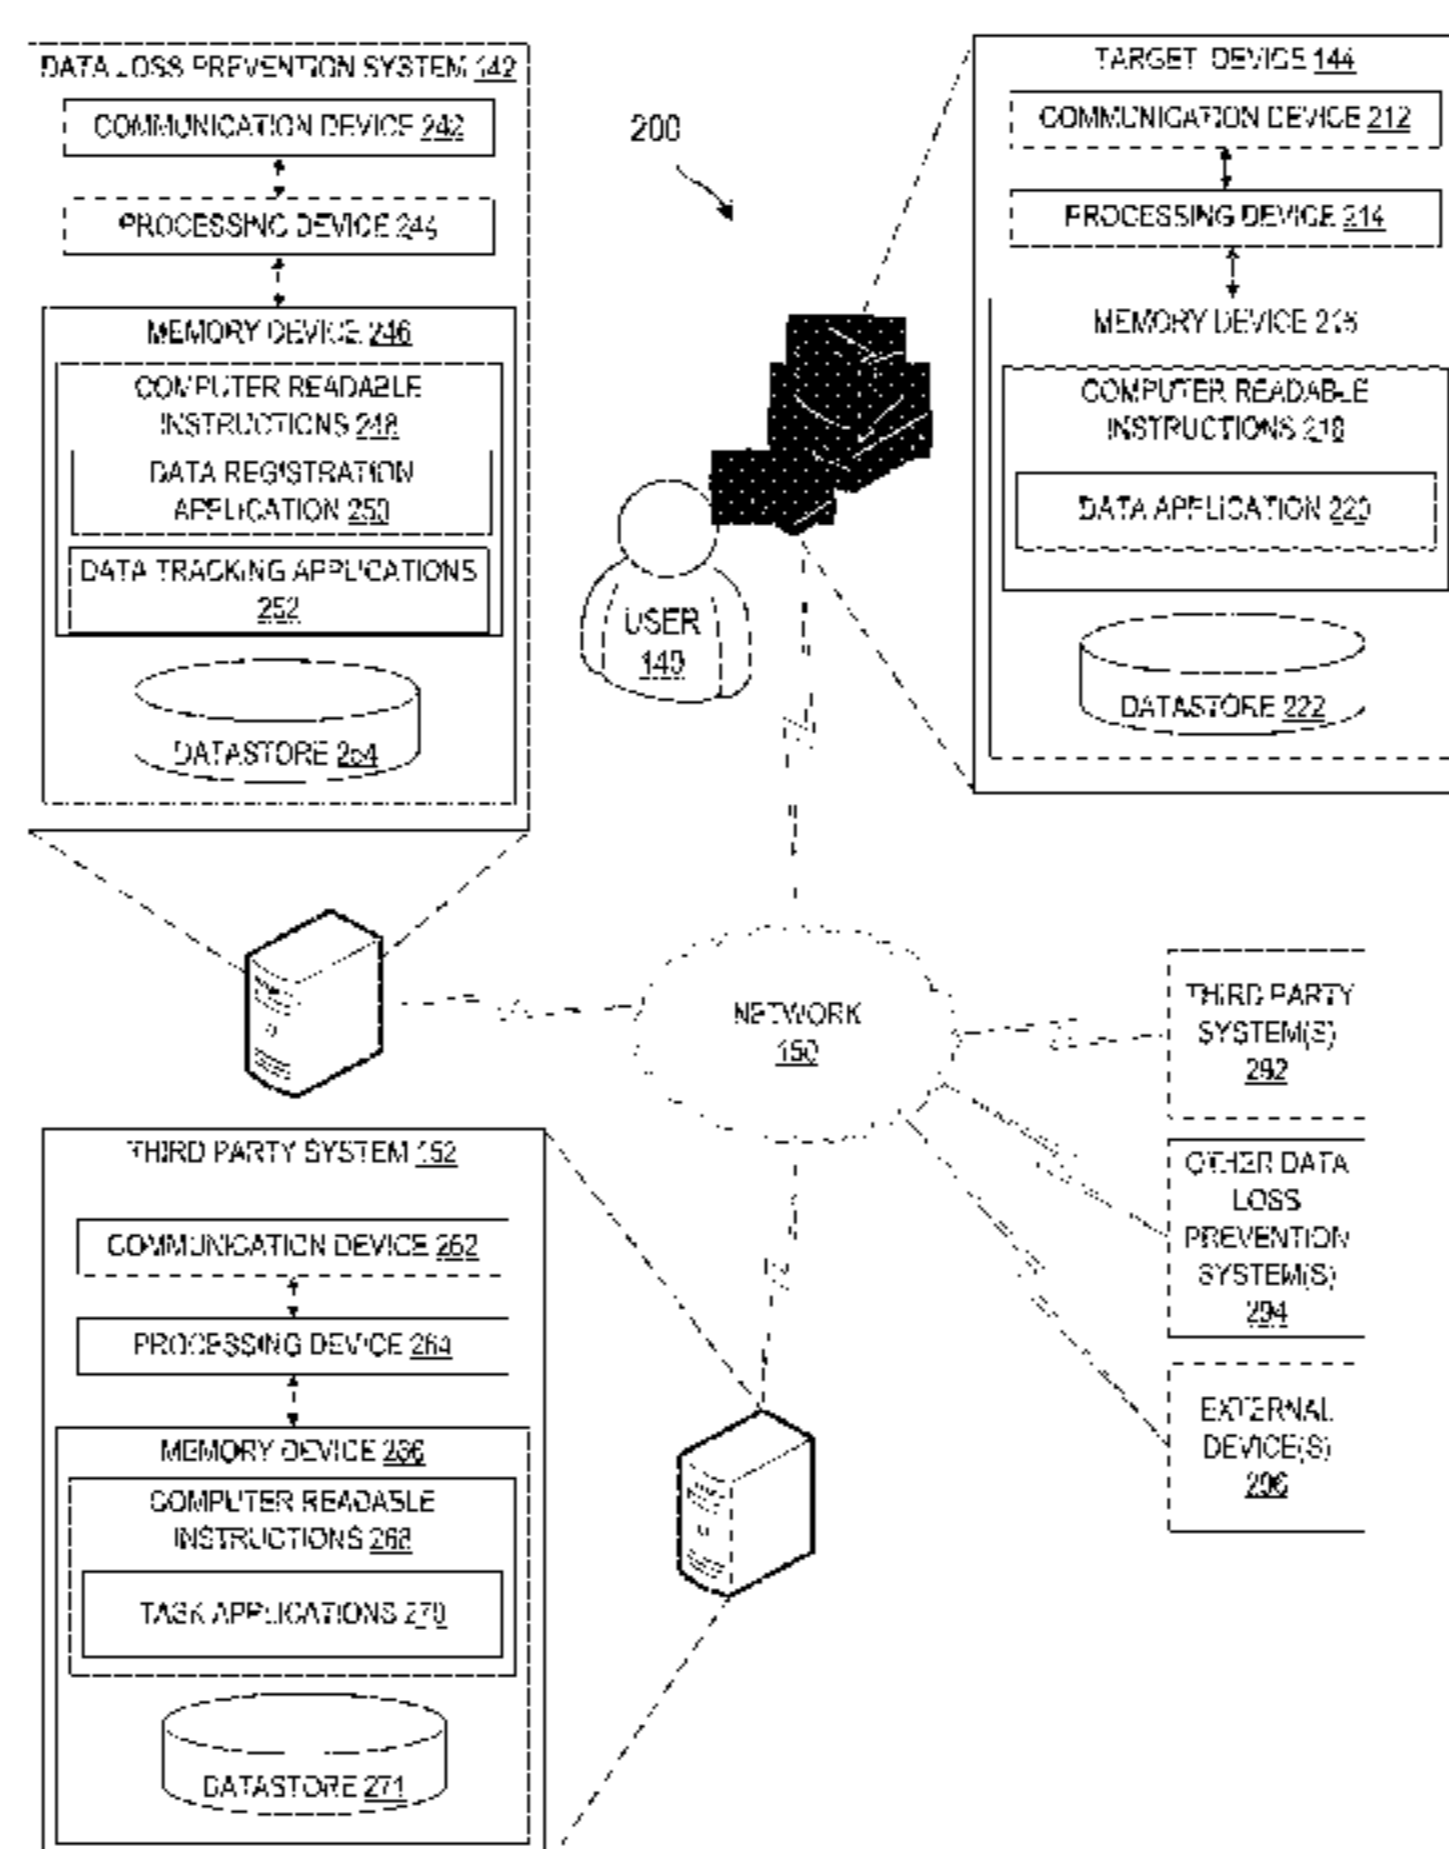 DATA LOSS PREVENTION SYSTEM 142
COMMUNICATION DEVICE 242
PROCESSING DEVICE 244
MEMORY DEVICE 246
COMPUTER READABLE
INSTRUCTIONS 248
DATA REGISTRATION
APPLICATION 250
DATA TRACKING APPLICATIONS
252
DATASTORE 254
200
TARGET DEVICE 144
COMMUNICATION DEVICE 212
PROCESSING DEVICE 214
MEMORY DEVICE 216
COMPUTER READABLE
INSTRUCTIONS 218
DATA APPLICATION 220
DATASTORE 222
USER
140
NETWORK
150
THIRD PARTY
SYSTEM(S)
292
OTHER DATA
LOSS
PREVENTION
SYSTEM(S)
294
EXTERNAL
DEVICE(S)
296
THIRD PARTY SYSTEM 152
COMMUNICATION DEVICE 262
PROCESSING DEVICE 264
MEMORY DEVICE 266
COMPUTER READABLE
INSTRUCTIONS 268
TASK APPLICATIONS 270
DATASTORE 271